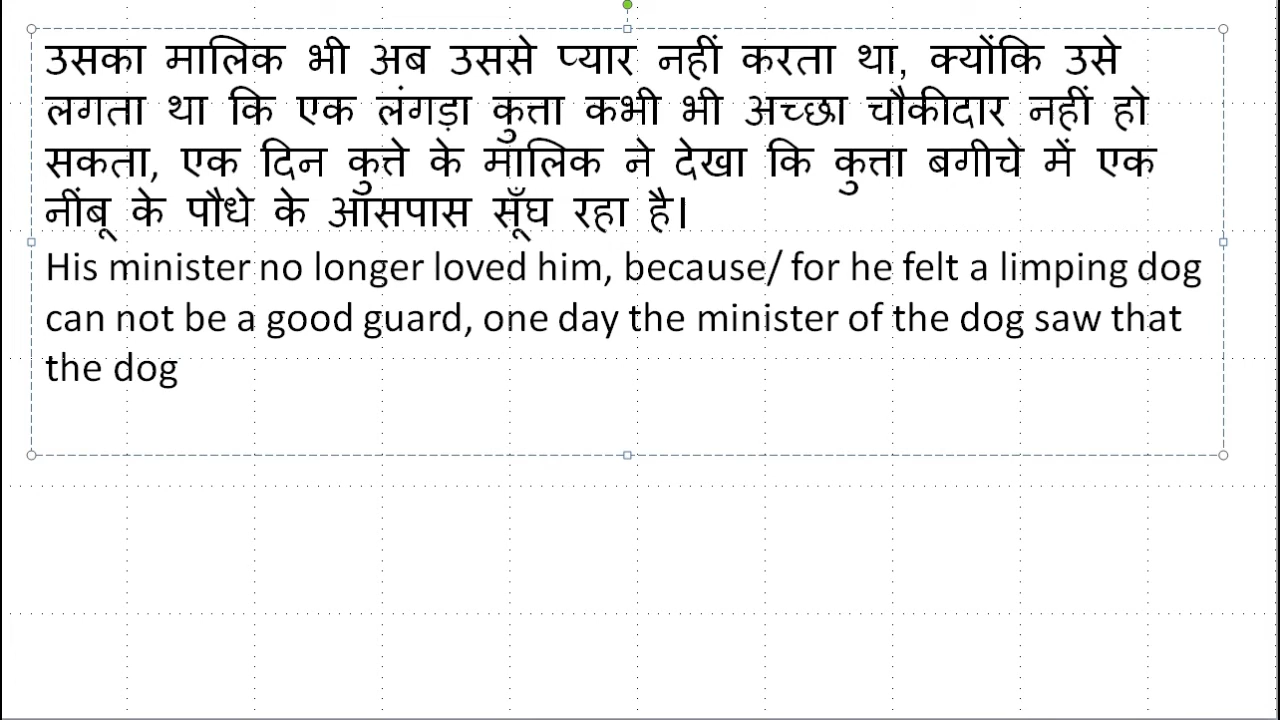 उसका मालिक भी अब उससे प्यार नहीं करता था, क्योंकि उसे
लगता था कि एक लंगड़ा कुत्ता कभी भी अच्छा चौकीदार नहीं हो
सकता, एक दिन कुत्ते के मालिक ने देखा कि कुत्ता बगीचे में एक
नींबू के पौधे के आसपास सूँघ रहा है।
His minister no longer loved him, because/ for he felt a limping dog
can not be a good guard, one day the minister of the dog saw that
the dog